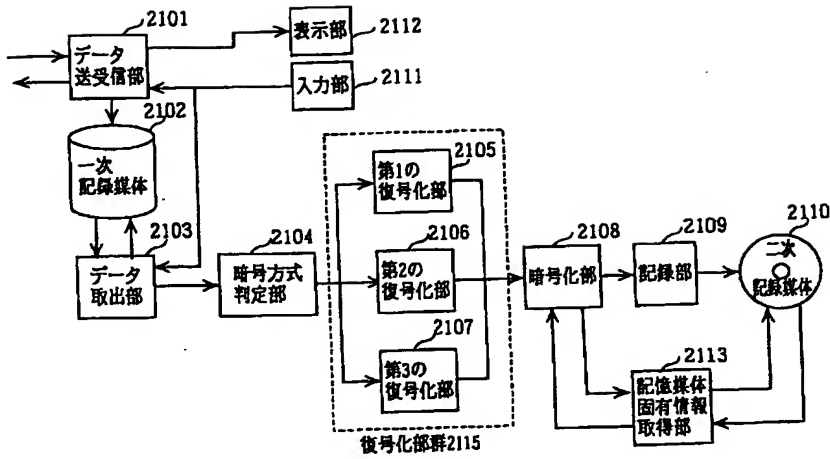 2101
データ
送受信部
表示部
2112
入力部
2111
2102
一次
記録媒体
2103
データ
取出部
2104
暗号方式
判定部
2105
第1の
復号化部
2106
第2の
復号化部
2107
第3の
復号化部
復号化部群2115
2108
暗号化部
2109
記録部
2110
二次
記録媒体
2113
記憶媒体
固有情報
取得部